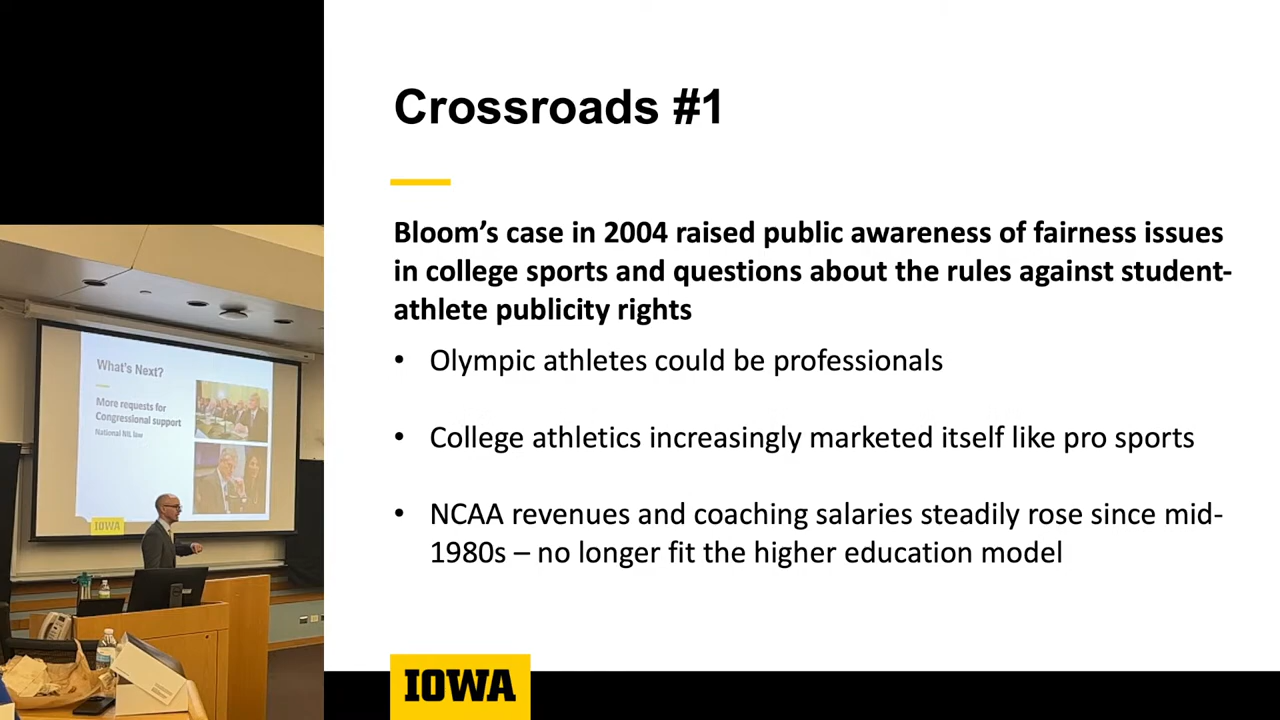 Crossroads #1
Bloom’s case in 2004 raised public awareness of fairness issues
in college sports and questions about the rules against student-
athlete publicity rights
• Olympic athletes could be professionals
• College athletics increasingly marketed itself like pro sports
• NCAA revenues and coaching salaries steadily rose since mid-
1980s – no longer fit the higher education model
IOWA
What's Next?
More requests for
Congressional support
National NIL law
IOWA